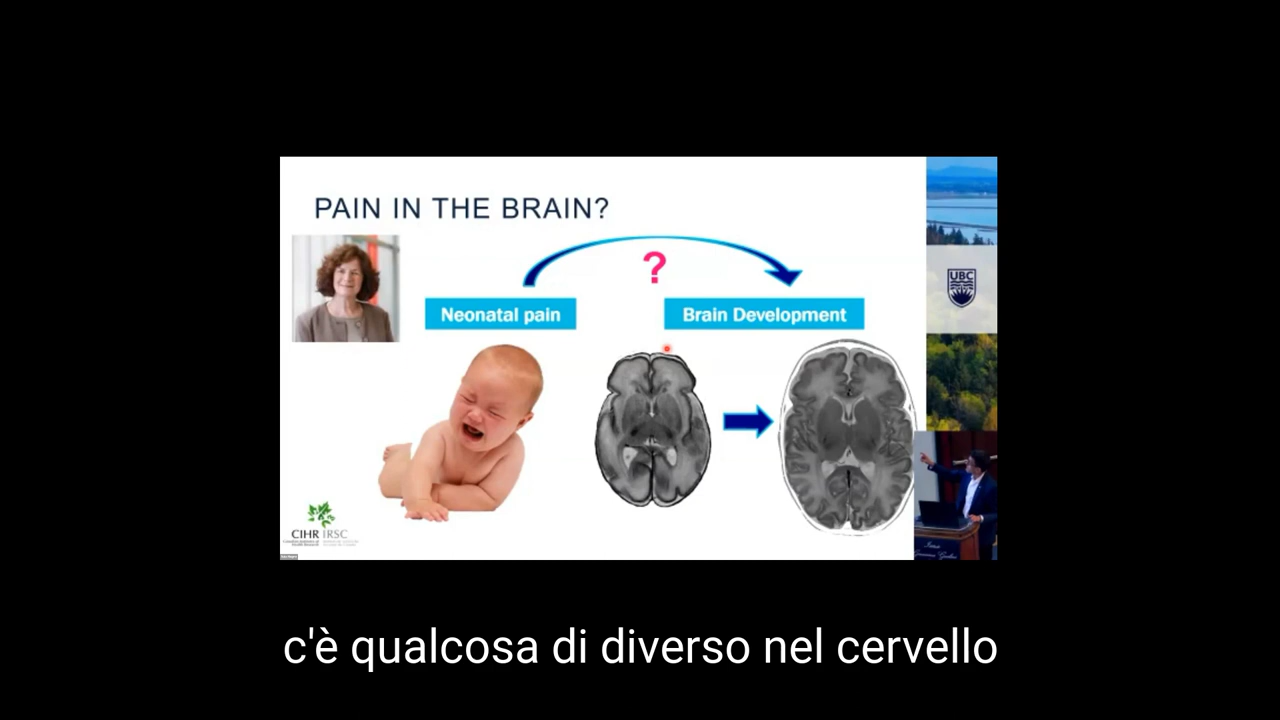 PAIN IN THE BRAIN?
?
Neonatal pain
Brain Development
UBC
CIHR IRSC
c'è qualcosa di diverso nel cervello